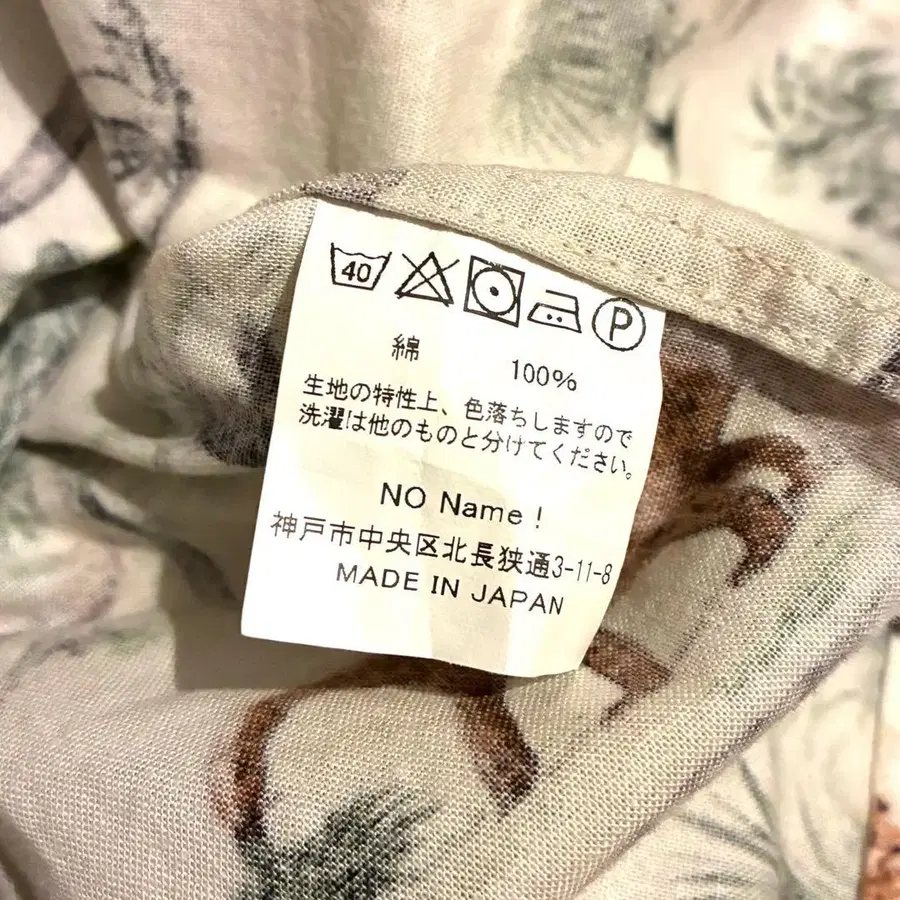 40 P
綿 100%
生地の特性上、色落ちしますので
洗濯は他のものと分けてください。
NO Name!
神戸市中央区北長狭通3-11-8
MADE IN JAPAN